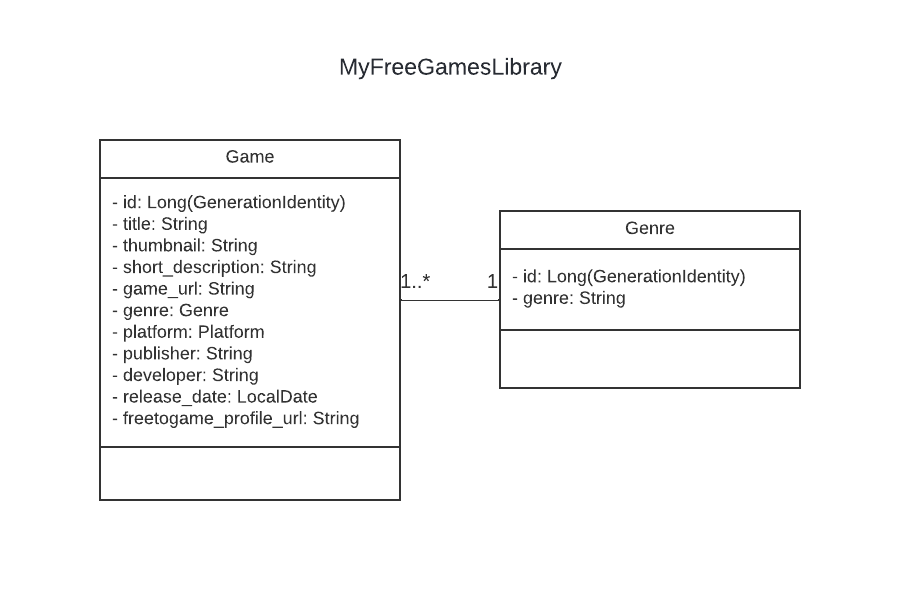 MyFreeGamesLibrary
Game
- id: Long(GenerationIdentity)
- title: String
- thumbnail: String
- short_description: String
- game_url: String
- genre: Genre
- platform: Platform
- publisher: String
- developer: String
- release_date: LocalDate
- freetogame_profile_url: String
1..*
1
Genre
- id: Long(GenerationIdentity)
- genre: String